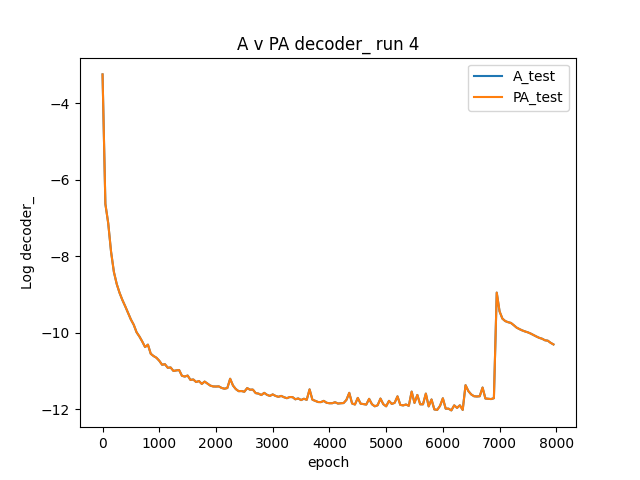 A v PA decoder_ run 4
A_test
PA_test
Log decoder_
−4
−6
−8
−10
−12
0 1000 2000 3000 4000 5000 6000 7000 8000
epoch